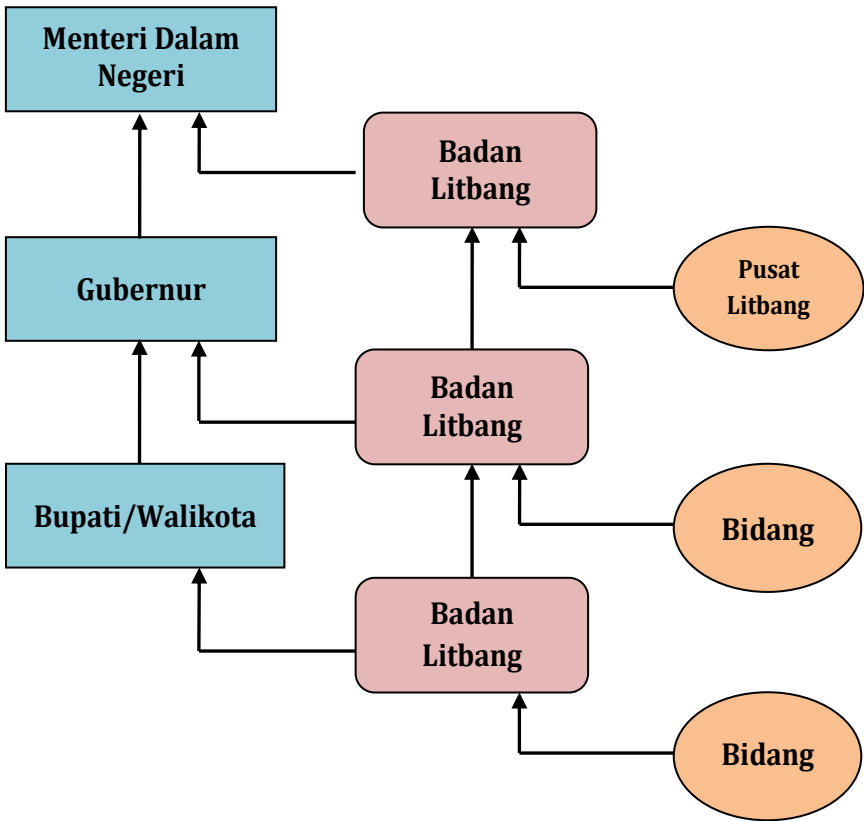 Menteri Dalam
Negeri
Badan
Litbang
Gubernur
Pusat
Litbang
Badan
Litbang
Bupati/Walikota
Bidang
Badan
Litbang
Bidang